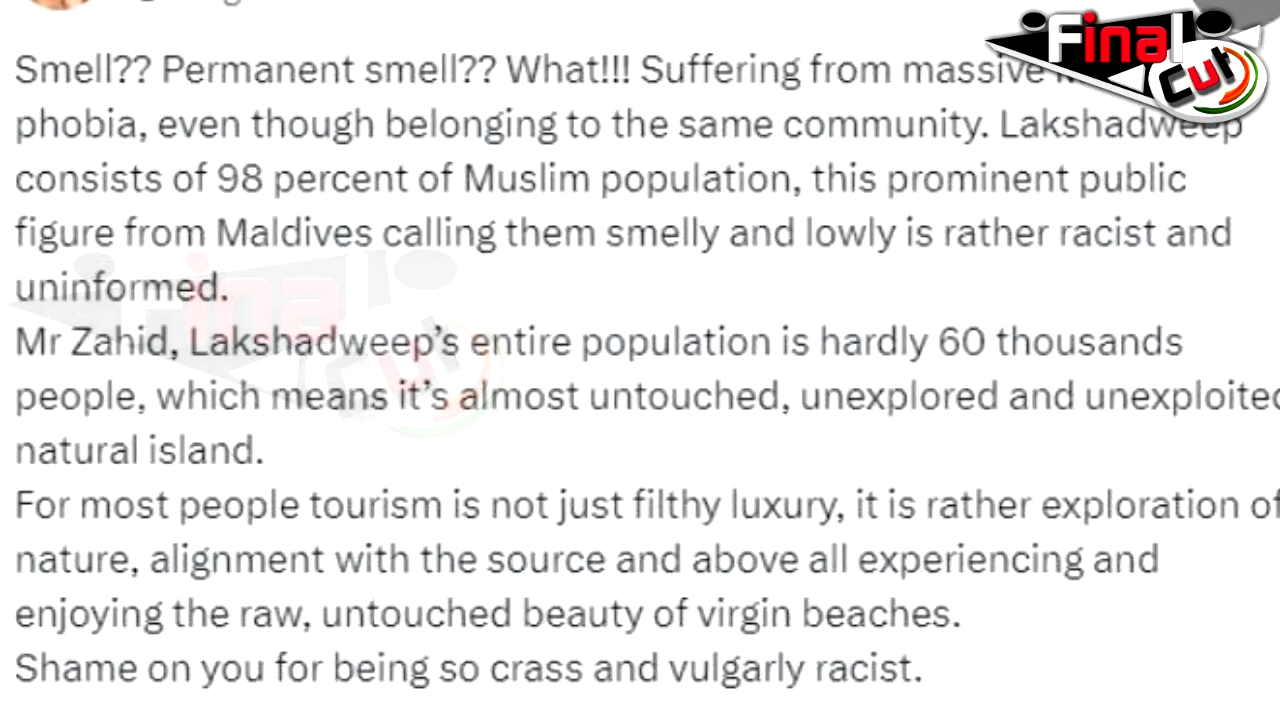 Final
Cut
Smell?? Permanent smell?? What!!! Suffering from massive
phobia, even though belonging to the same community. Lakshadweep
consists of 98 percent of Muslim population, this prominent public
figure from Maldives calling them smelly and lowly is rather racist and
uninformed.
Mr Zahid, Lakshadweep’s entire population is hardly 60 thousands
people, which means it’s almost untouched, unexplored and unexploited
natural island.
For most people tourism is not just filthy luxury, it is rather exploration of
nature, alignment with the source and above all experiencing and
enjoying the raw, untouched beauty of virgin beaches.
Shame on you for being so crass and vulgarly racist.